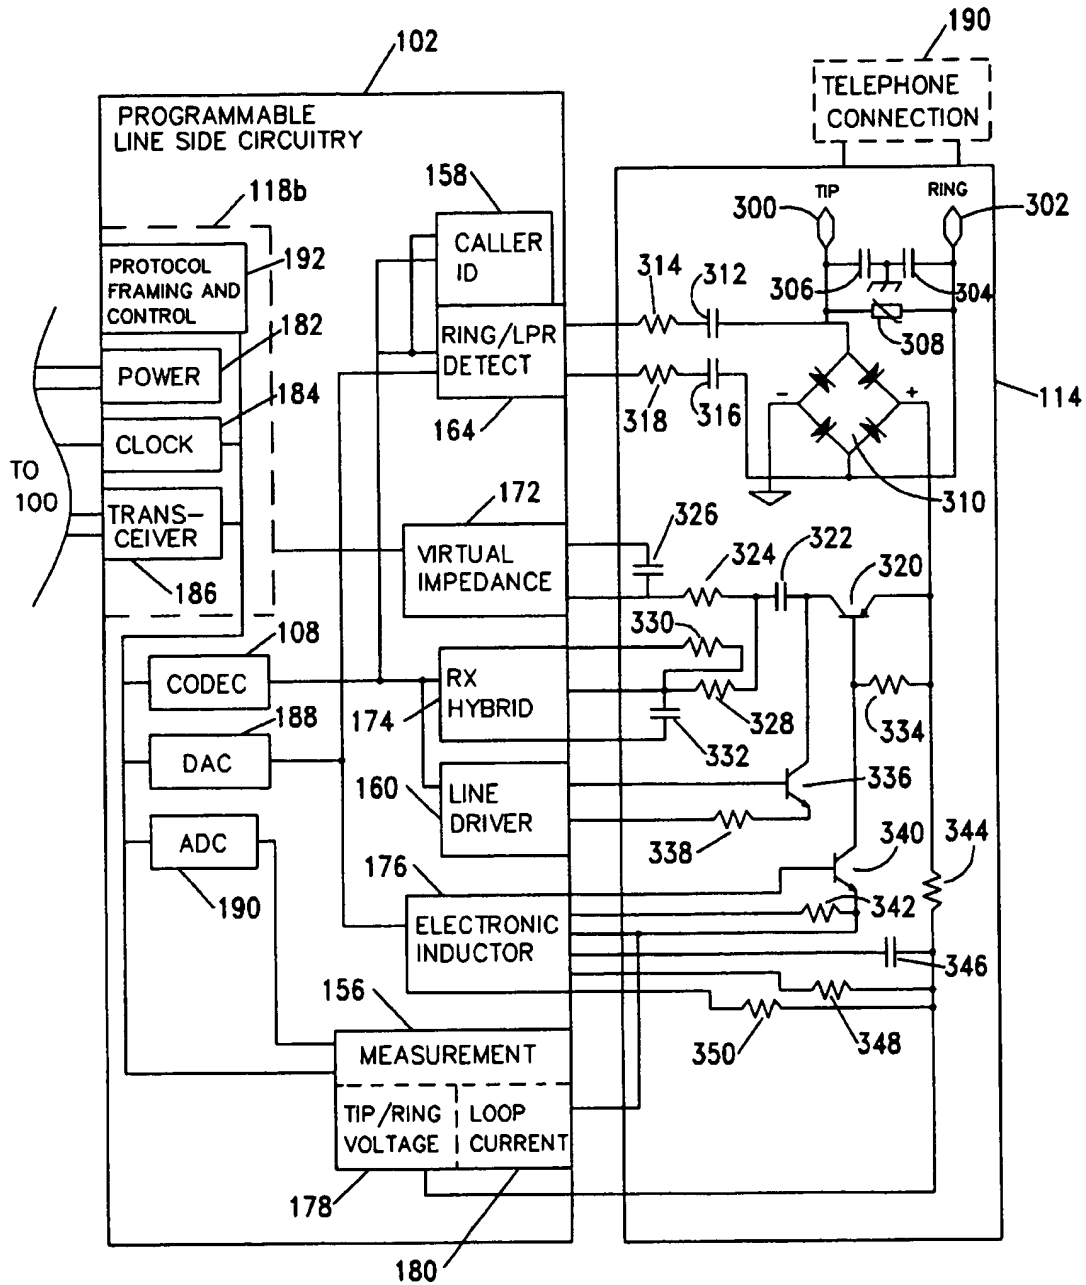 102
190
TELEPHONE
CONNECTION
PROGRAMMABLE
LINE SIDE CIRCUITRY
118b
158
TIP
RING
300
302
CALLER
ID
192
PROTOCOL
FRAMING AND
CONTROL
314
312
306
304
182
RING/LPR
DETECT
308
POWER
184
-
+
114
318
316
164
CLOCK
TO
100
310
172
326
TRANS-
CEIVER
322
324
320
VIRTUAL
IMPEDANCE
186
330
108
CODEC
RX
HYBRID
174
328
188
332
334
DAC
160
LINE
DRIVER
336
ADC
338
340
344
176
190
342
ELECTRONIC
INDUCTOR
346
156
350
348
MEASUREMENT
TIP/RING
VOLTAGE
LOOP
CURRENT
178
180